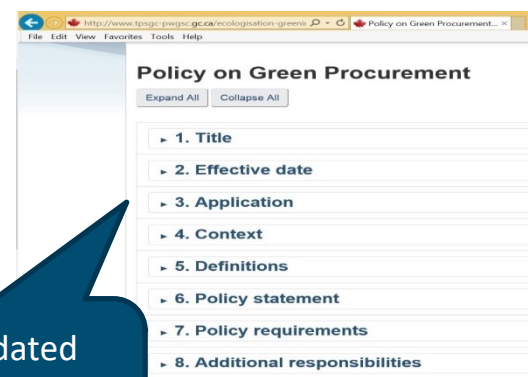 http://www.tpsgc-pwgsc.gc.ca/ecologisation-greenin
Policy on Green Procurement...
File Edit View Favorites Tools Help
Policy on Green Procurement
Expand All Collapse All
1. Title
2. Effective date
3. Application
4. Context
5. Definitions
6. Policy statement
7. Policy requirements
8. Additional responsibilities
dated